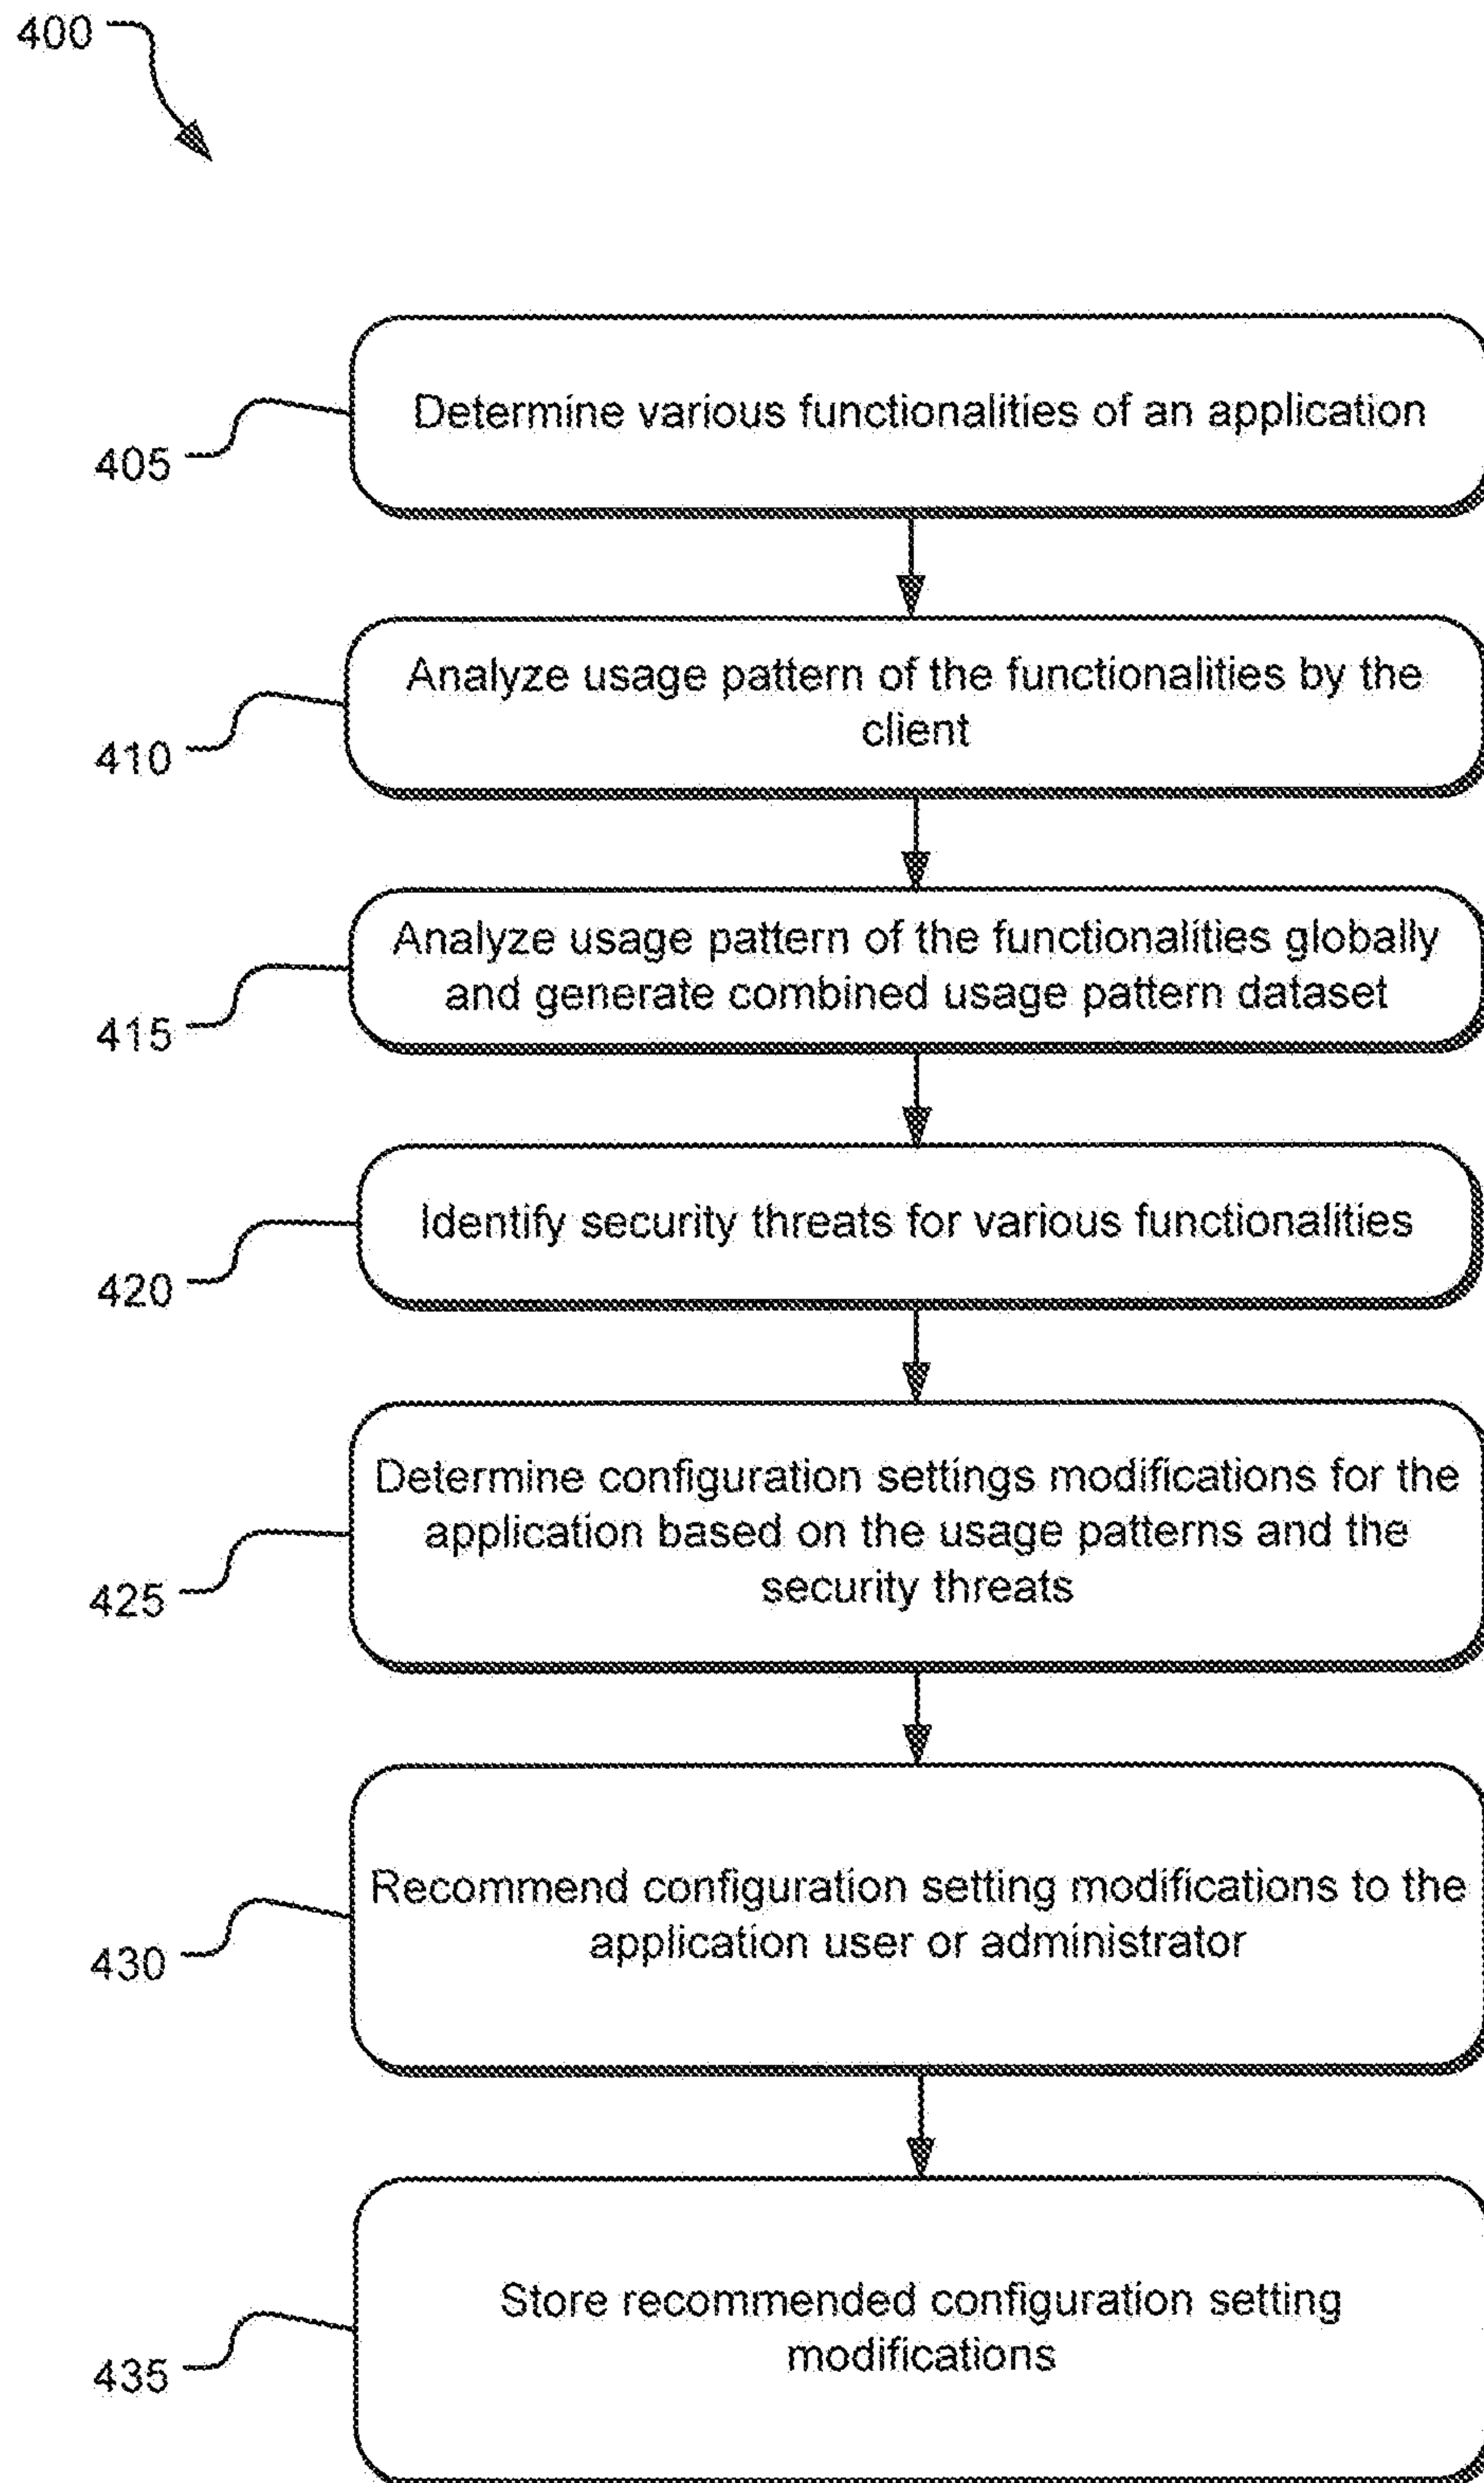 400
Determine various functionalities of an application
405
Analyze usage pattern of the functionalities by the
client
410
Analyze usage pattern of the functionalities globally
and generate combined usage pattern dataset
415
Identify security threats for various functionalities
420
Determine configuration settings modifications for the
application based on the usage patterns and the
security threats
425
Recommend configuration setting modifications to the
application user or administrator
430
Store recommended configuration setting
modifications
435